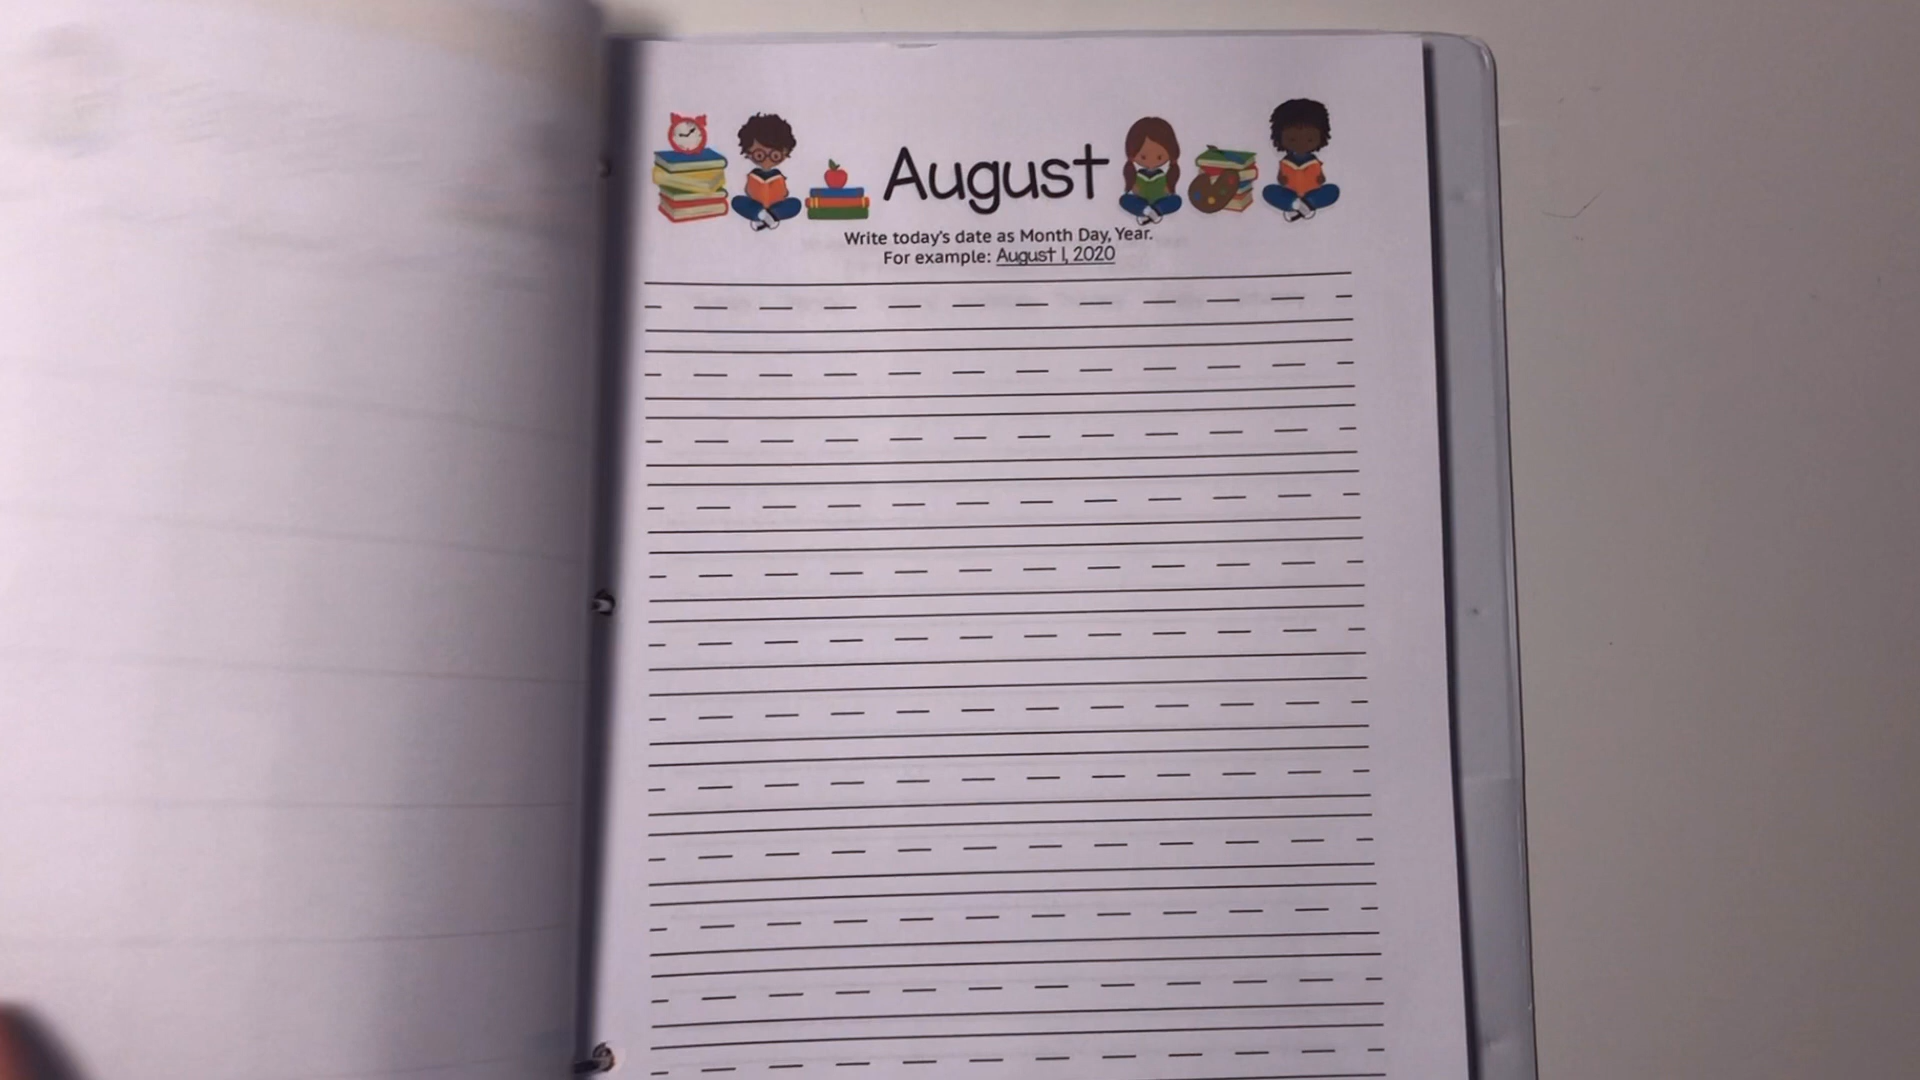 August
Write today's date as Month Day, Year.
For example: August 1, 2020